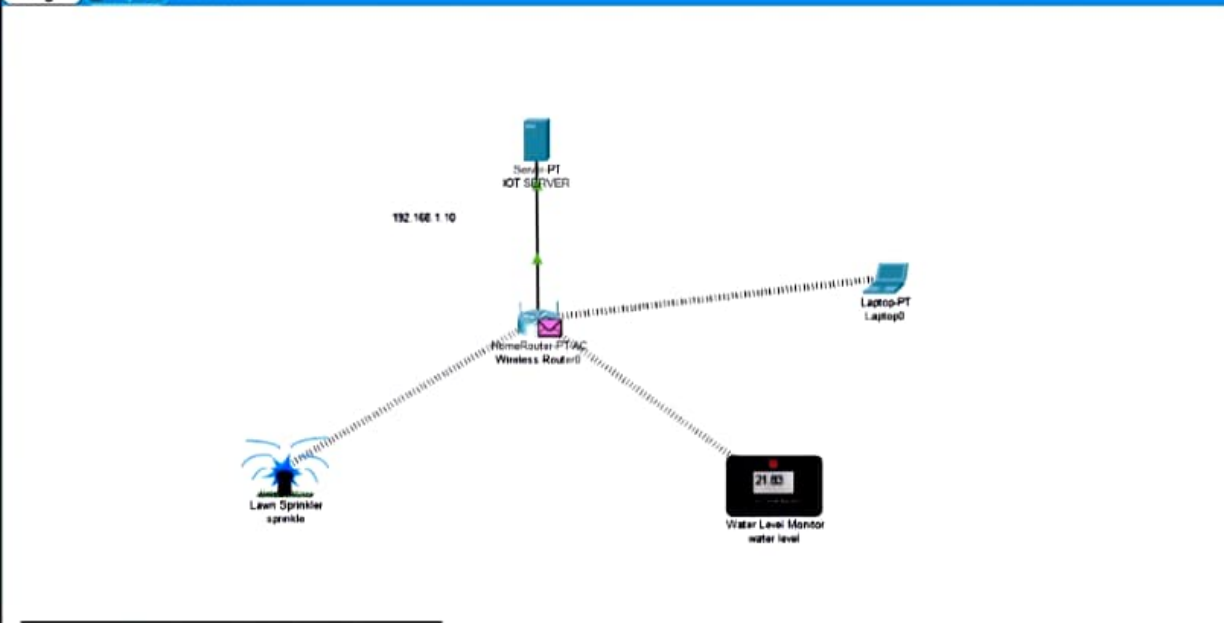 Server-PT
IOT SERVER
192.168.1.10
Laptop-PT
Laptop0
HomeRouter-PT-AC
Wireless Router0
21.83
Lawn Sprinkler
sprinkle
Water Level Monitor
water level